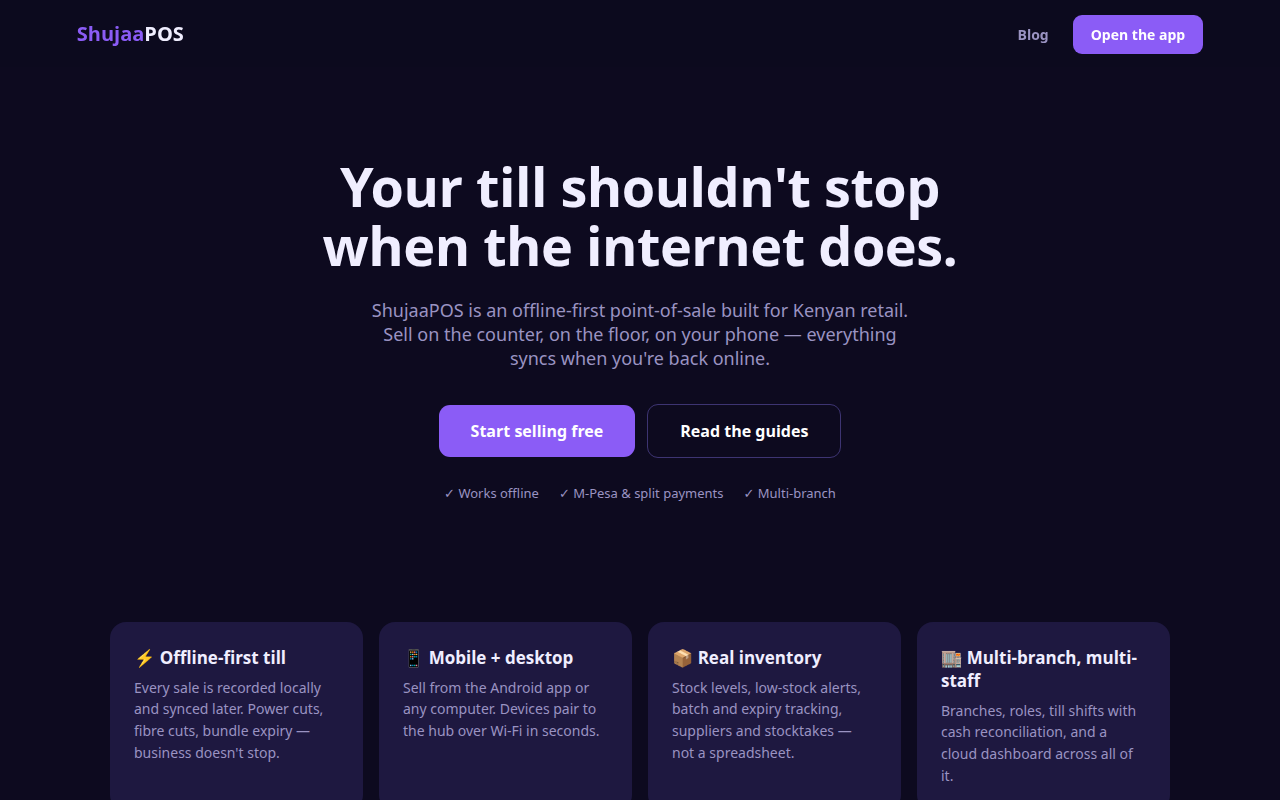 ShujaaPOS
Blog
Open the app
Your till shouldn't stop
when the internet does.
ShujaaPOS is an offline-first point-of-sale built for Kenyan retail.
Sell on the counter, on the floor, on your phone — everything
syncs when you're back online.
Start selling free
Read the guides
✓ Works offline
✓ M-Pesa & split payments
✓ Multi-branch
⚡ Offline-first till
Every sale is recorded locally
and synced later. Power cuts,
fibre cuts, bundle expiry —
business doesn't stop.
📱 Mobile + desktop
Sell from the Android app or
any computer. Devices pair to
the hub over Wi-Fi in seconds.
📦 Real inventory
Stock levels, low-stock alerts,
batch and expiry tracking,
suppliers and stocktakes —
not a spreadsheet.
🏬 Multi-branch, multi-
staff
Branches, roles, till shifts with
cash reconciliation, and a
cloud dashboard across all of
it.